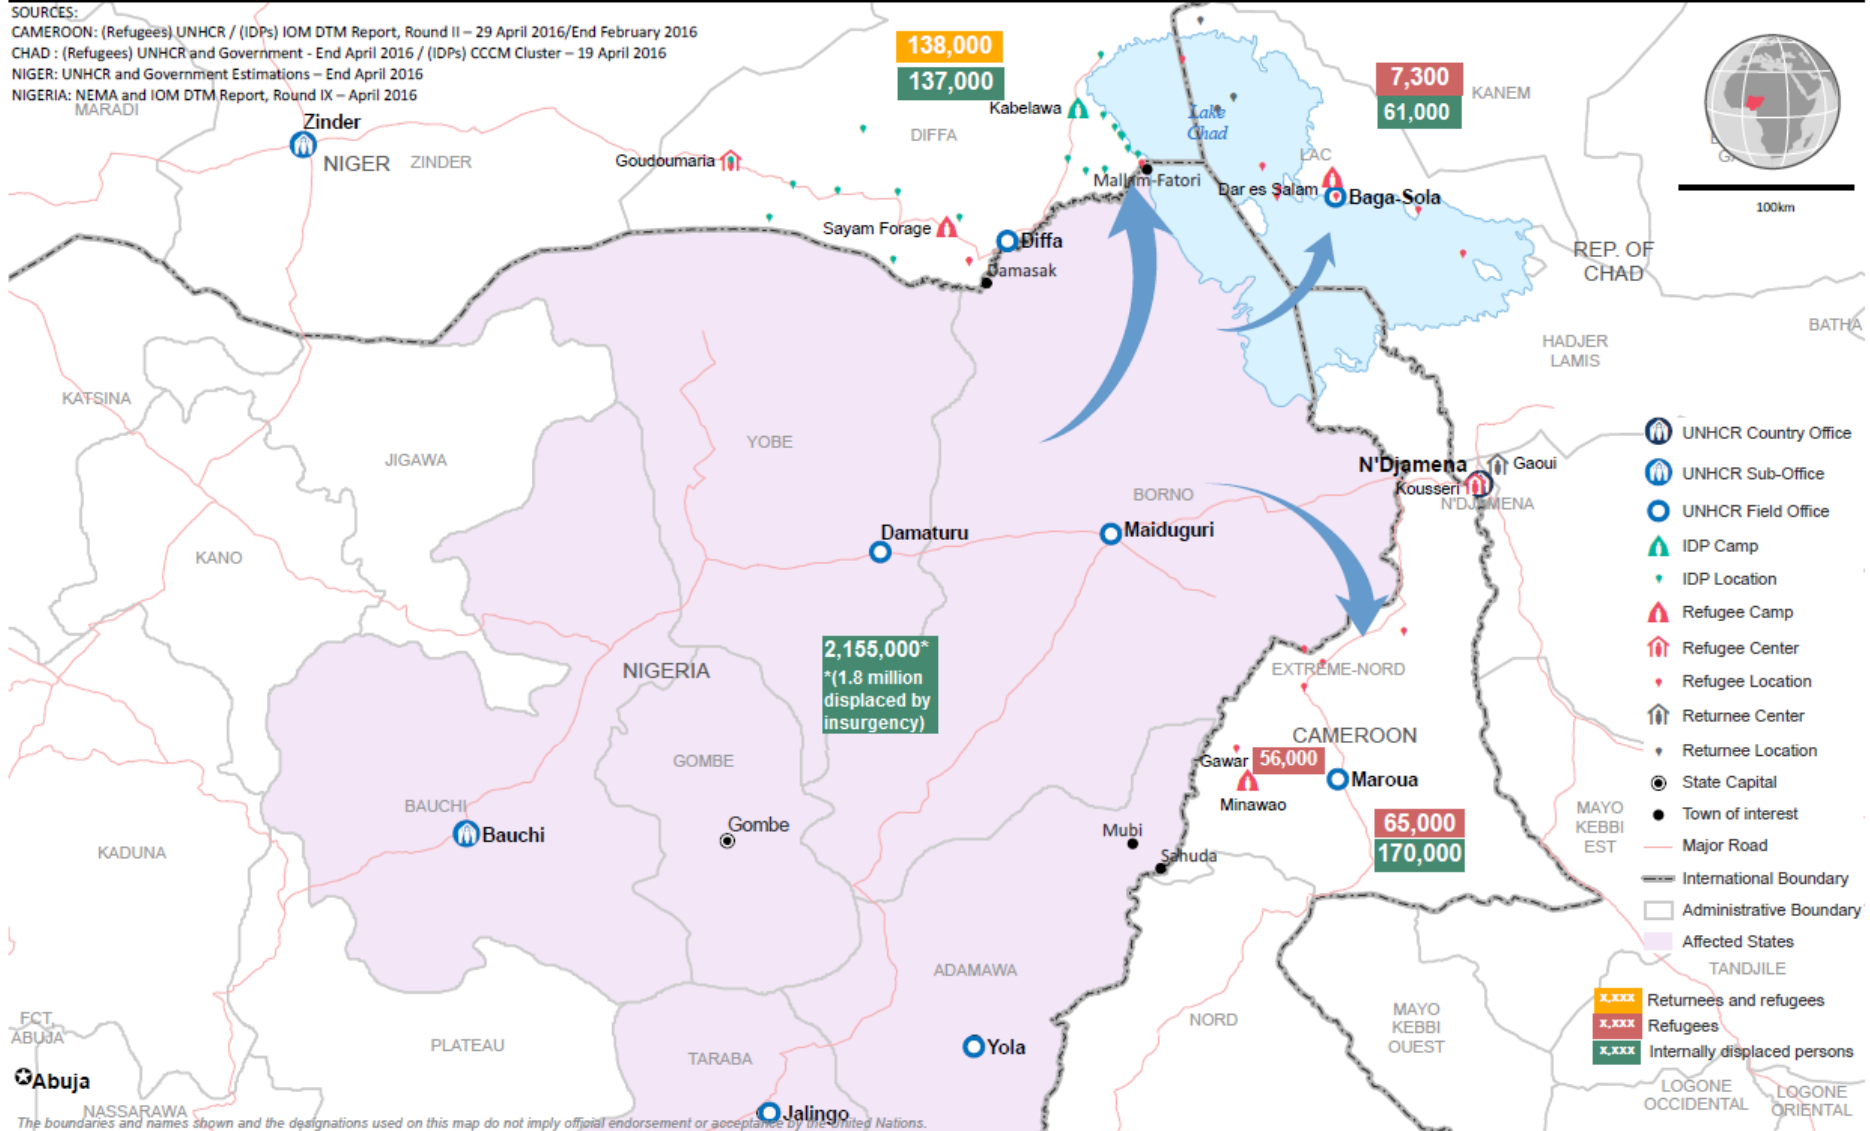 SOURCES:
CAMEROON: (Refugees) UNHCR / (IDPs) IOM DTM Report, Round II – 29 April 2016/End February 2016
CHAD : (Refugees) UNHCR and Government - End April 2016 / (IDPs) CCCM Cluster – 19 April 2016
NIGER: UNHCR and Government Estimations – End April 2016
NIGERIA: NEMA and IOM DTM Report, Round IX – April 2016
138,000
137,000
7,300
61,000
KANEM
MARADI
Zinder
NIGER
ZINDER
DIFFA
Kabelawa
Lake
Chad
LAC
Goudoumaria
Mallam-Fatori
Dar es Salam
Baga-Sola
100km
Sayam Forage
Diffa
Damasak
REP. OF
CHAD
BATHA
HADJER
LAMIS
KATSINA
JIGAWA
YOBE
BORNO
N'Djamena
Gaoui
Kousseri
N'DJAMENA
KANO
Damaturu
Maiduguri
2,155,000*
*(1.8 million
displaced by
insurgency)
NIGERIA
EXTREME-NORD
CAMEROON
Gawar
56,000
Maroua
Minawao
GOMBE
BAUCHI
Bauchi
Gombe
Mubi
Sahuda
65,000
170,000
MAYO
KEBBI
EST
KADUNA
ADAMAWA
TANDJILE
NORD
MAYO
KEBBI
OUEST
FCT,
ABUJA
PLATEAU
TARABA
Yola
Abuja
NASSARAWA
Jalingo
LOGONE
OCCIDENTAL
LOGONE
ORIENTAL
UNHCR Country Office
UNHCR Sub-Office
UNHCR Field Office
IDP Camp
IDP Location
Refugee Camp
Refugee Center
Refugee Location
Returnee Center
Returnee Location
State Capital
Town of interest
Major Road
International Boundary
Administrative Boundary
Affected States
x,xxx Returnees and refugees
x,xxx Refugees
x,xxx Internally displaced persons
The boundaries and names shown and the designations used on this map do not imply official endorsement or acceptance by the United Nations.